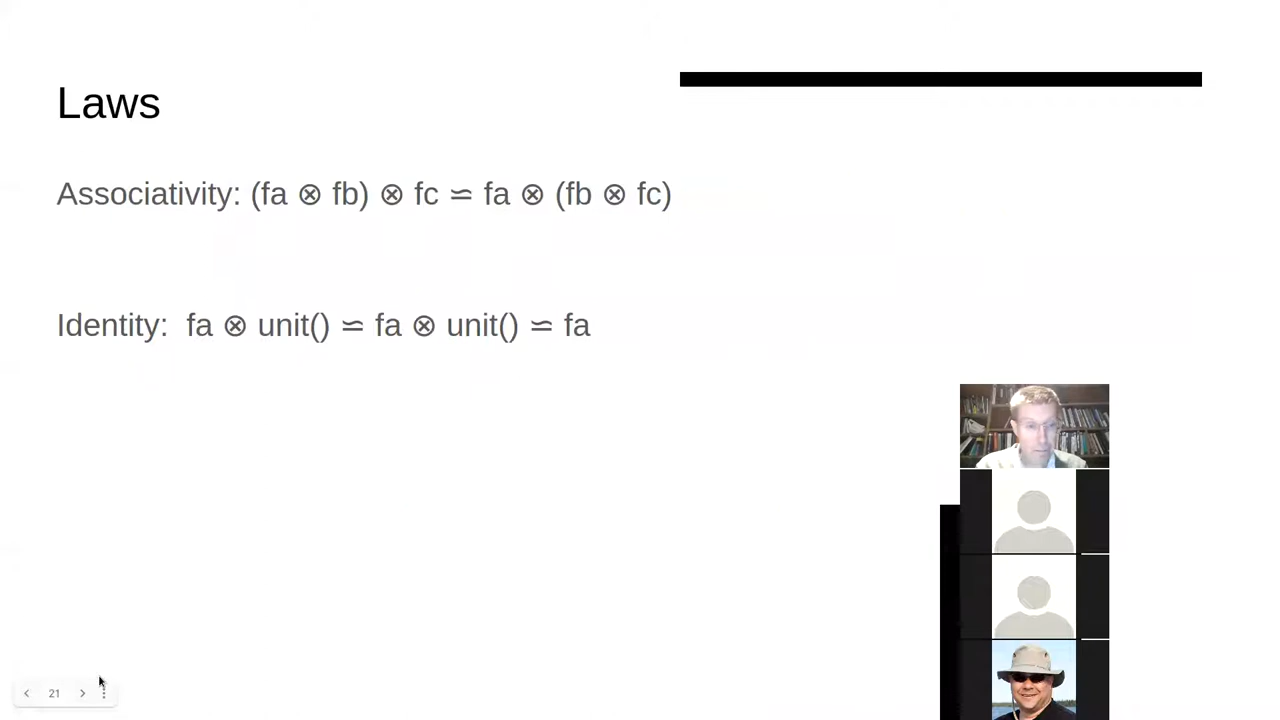 Laws
Associativity: (fa ⊗ fb) ⊗ fc ⋍ fa ⊗ (fb ⊗ fc)
Identity: fa ⊗ unit() ⋍ fa ⊗ unit() ⋍ fa
21